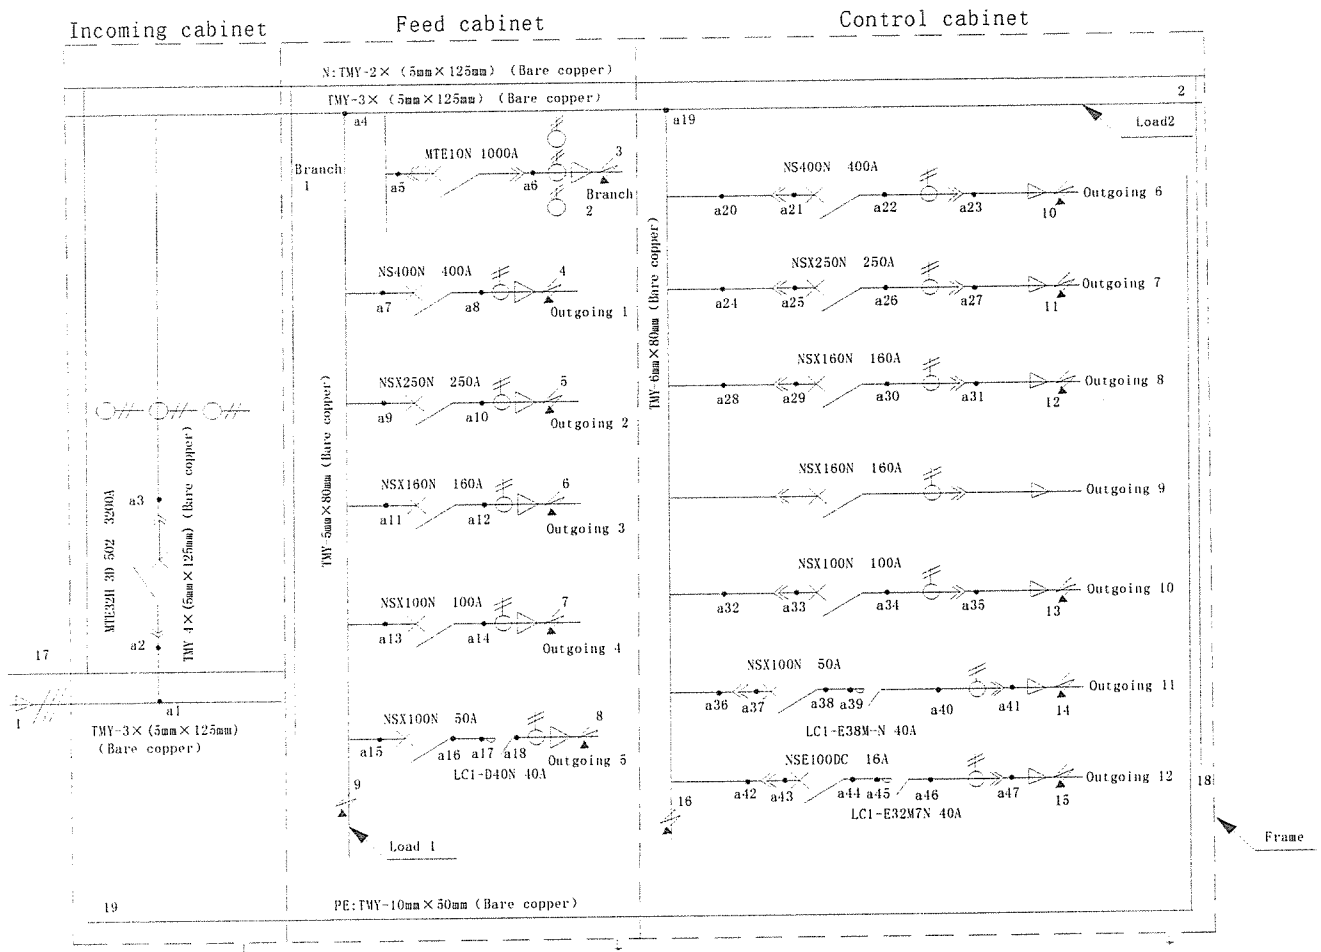 Incoming cabinet
Feed cabinet
Control cabinet
N:TMY-2×(5mm×125mm) (Bare copper)
TMY-3×(5mm×125mm) (Bare copper)
2
a4
a19
Load2
Branch
1
MTE10N 1000A
3
a5
a6
Branch
2
NS400N 400A
4
a7
a8
Outgoing 1
NSX250N 250A
5
a9
a10
Outgoing 2
NSX160N 160A
6
a11
a12
Outgoing 3
NSX100N 100A
7
a13
a14
Outgoing 4
NSX100N 50A
8
a15
a16
a17
a18
Outgoing 5
LC1-D40N 40A
9
Load 1
TMY-5mm×80mm (Bare copper)
TMY-6mm×80mm (Bare copper)
NS400N 400A
Outgoing 6
a20
a21
a22
a23
10
NSX250N 250A
Outgoing 7
a24
a25
a26
a27
11
NSX160N 160A
Outgoing 8
a28
a29
a30
a31
12
NSX160N 160A
Outgoing 9
NSX100N 100A
Outgoing 10
a32
a33
a34
a35
13
NSX100N 50A
Outgoing 11
a36
a37
a38
a39
a40
a41
14
LC1-E38M-N 40A
NSE100DC 16A
Outgoing 12
a42
a43
a44
a45
a46
a47
15
LC1-E32M7N 40A
16
18
Frame
a3
MTE32H 3D 502 3200A
TMY 4×(5mm×125mm) (Bare copper)
a2
17
1
a1
TMY-3×(5mm×125mm)
(Bare copper)
19
PE:TMY-10mm×50mm (Bare copper)